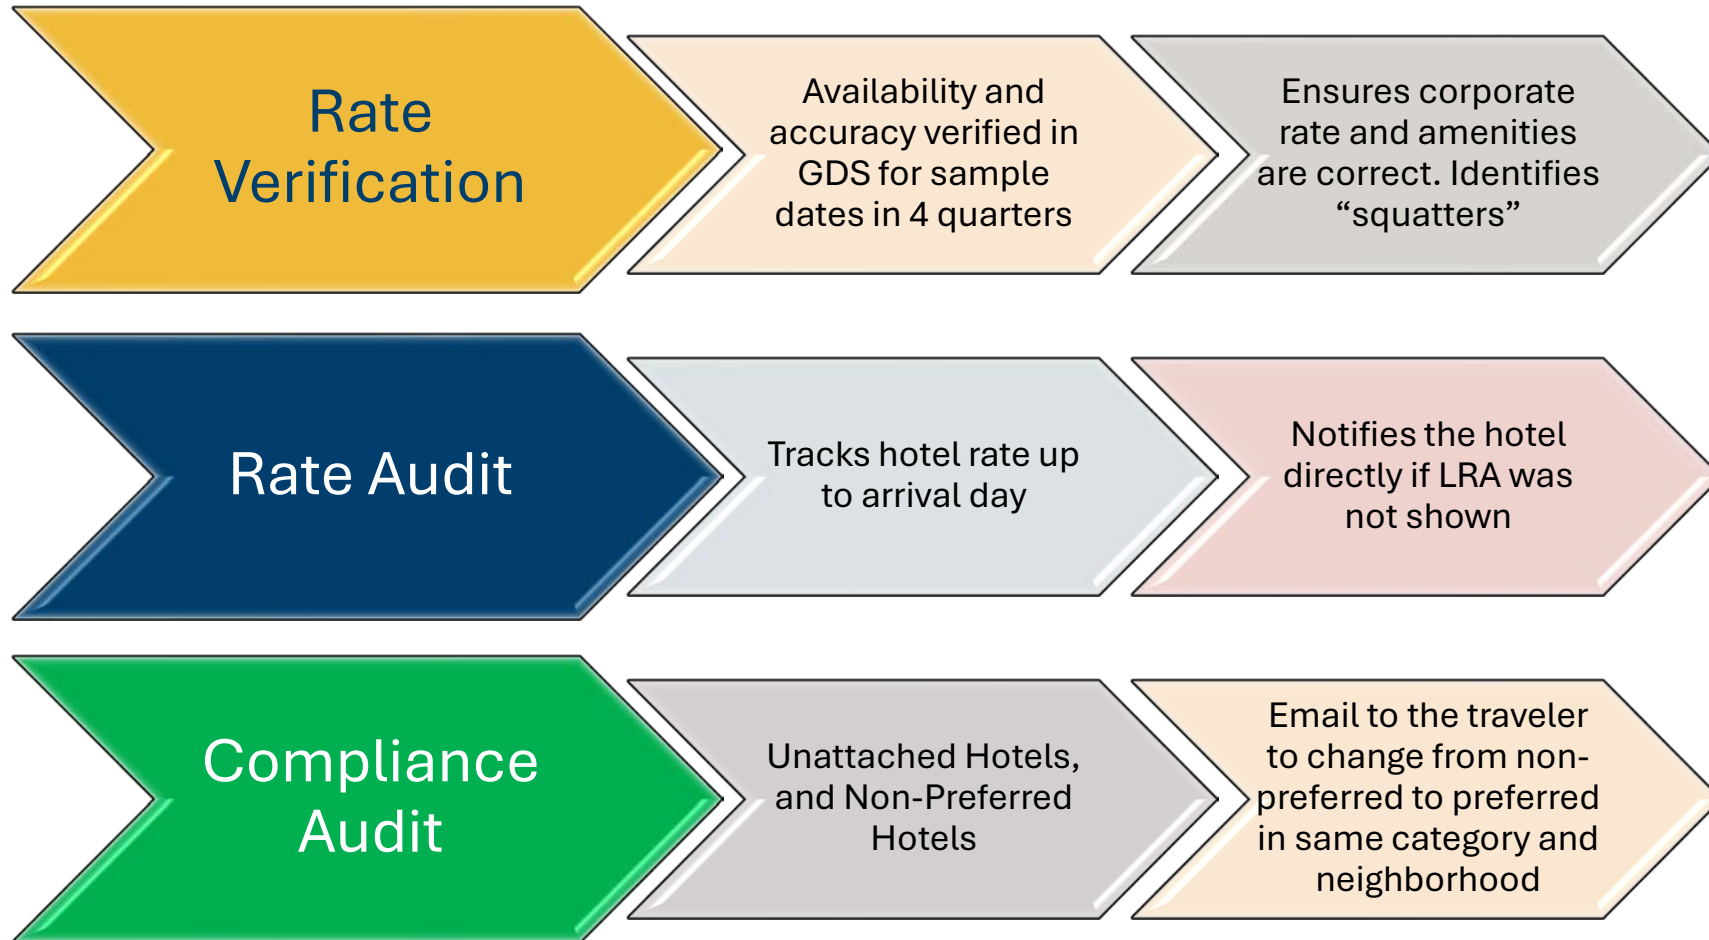 Rate
Verification
Availability and
accuracy verified in
GDS for sample
dates in 4 quarters
Ensures corporate
rate and amenities
are correct. Identifies
“squatters”
Rate Audit
Tracks hotel rate up
to arrival day
Notifies the hotel
directly if LRA was
not shown
Compliance
Audit
Unattached Hotels,
and Non-Preferred
Hotels
Email to the traveler
to change from non-
preferred to preferred
in same category and
neighborhood